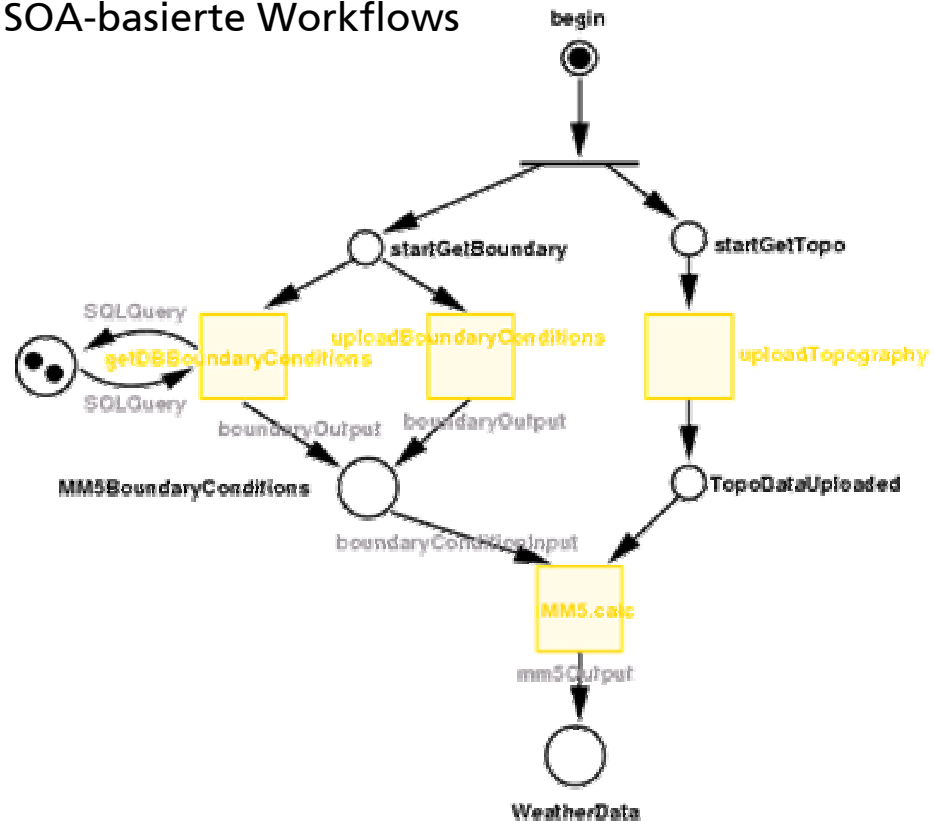 SOA-basierte Workflows
begin
startGetBoundary
startGetTopo
SQLQuery
getDBBoundaryConditions
uploadBoundaryConditions
uploadTopography
SQLQuery
boundaryOutput
boundaryOutput
MM5BoundaryConditions
TopoDataUploaded
boundaryConditionInput
MM5.calc
mm5Output
WeatherData